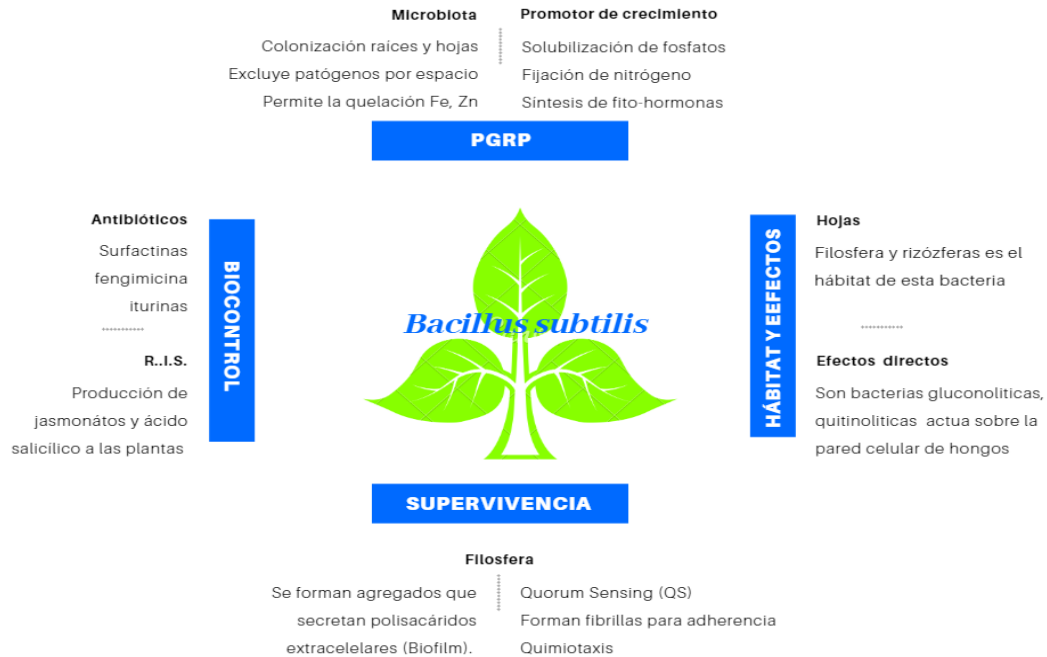 Microbiota
Colonización raíces y hojas
Excluye patógenos por espacio
Permite la quelación Fe, Zn
Promotor de crecimiento
Solubilización de fosfatos
Fijación de nitrógeno
Síntesis de fito-hormonas
PGRP
Antibióticos
Surfactinas
fengimicina
iturinas
R..I.S.
Producción de
jasmonátos y ácido
salicílico a las plantas
BIOCONTROL
Bacillus subtilis
HÁBITAT Y EEFECTOS
Hojas
Filosfera y rizózferas es el
hábitat de esta bacteria
Efectos directos
Son bacterias gluconolíticas,
quitinolíticas actua sobre la
pared celular de hongos
SUPERVIVENCIA
Filosfera
Se forman agregados que
secretan polisacáridos
extracelelares (Biofilm).
Quorum Sensing (QS)
Forman fibrillas para adherencia
Quimiotaxis